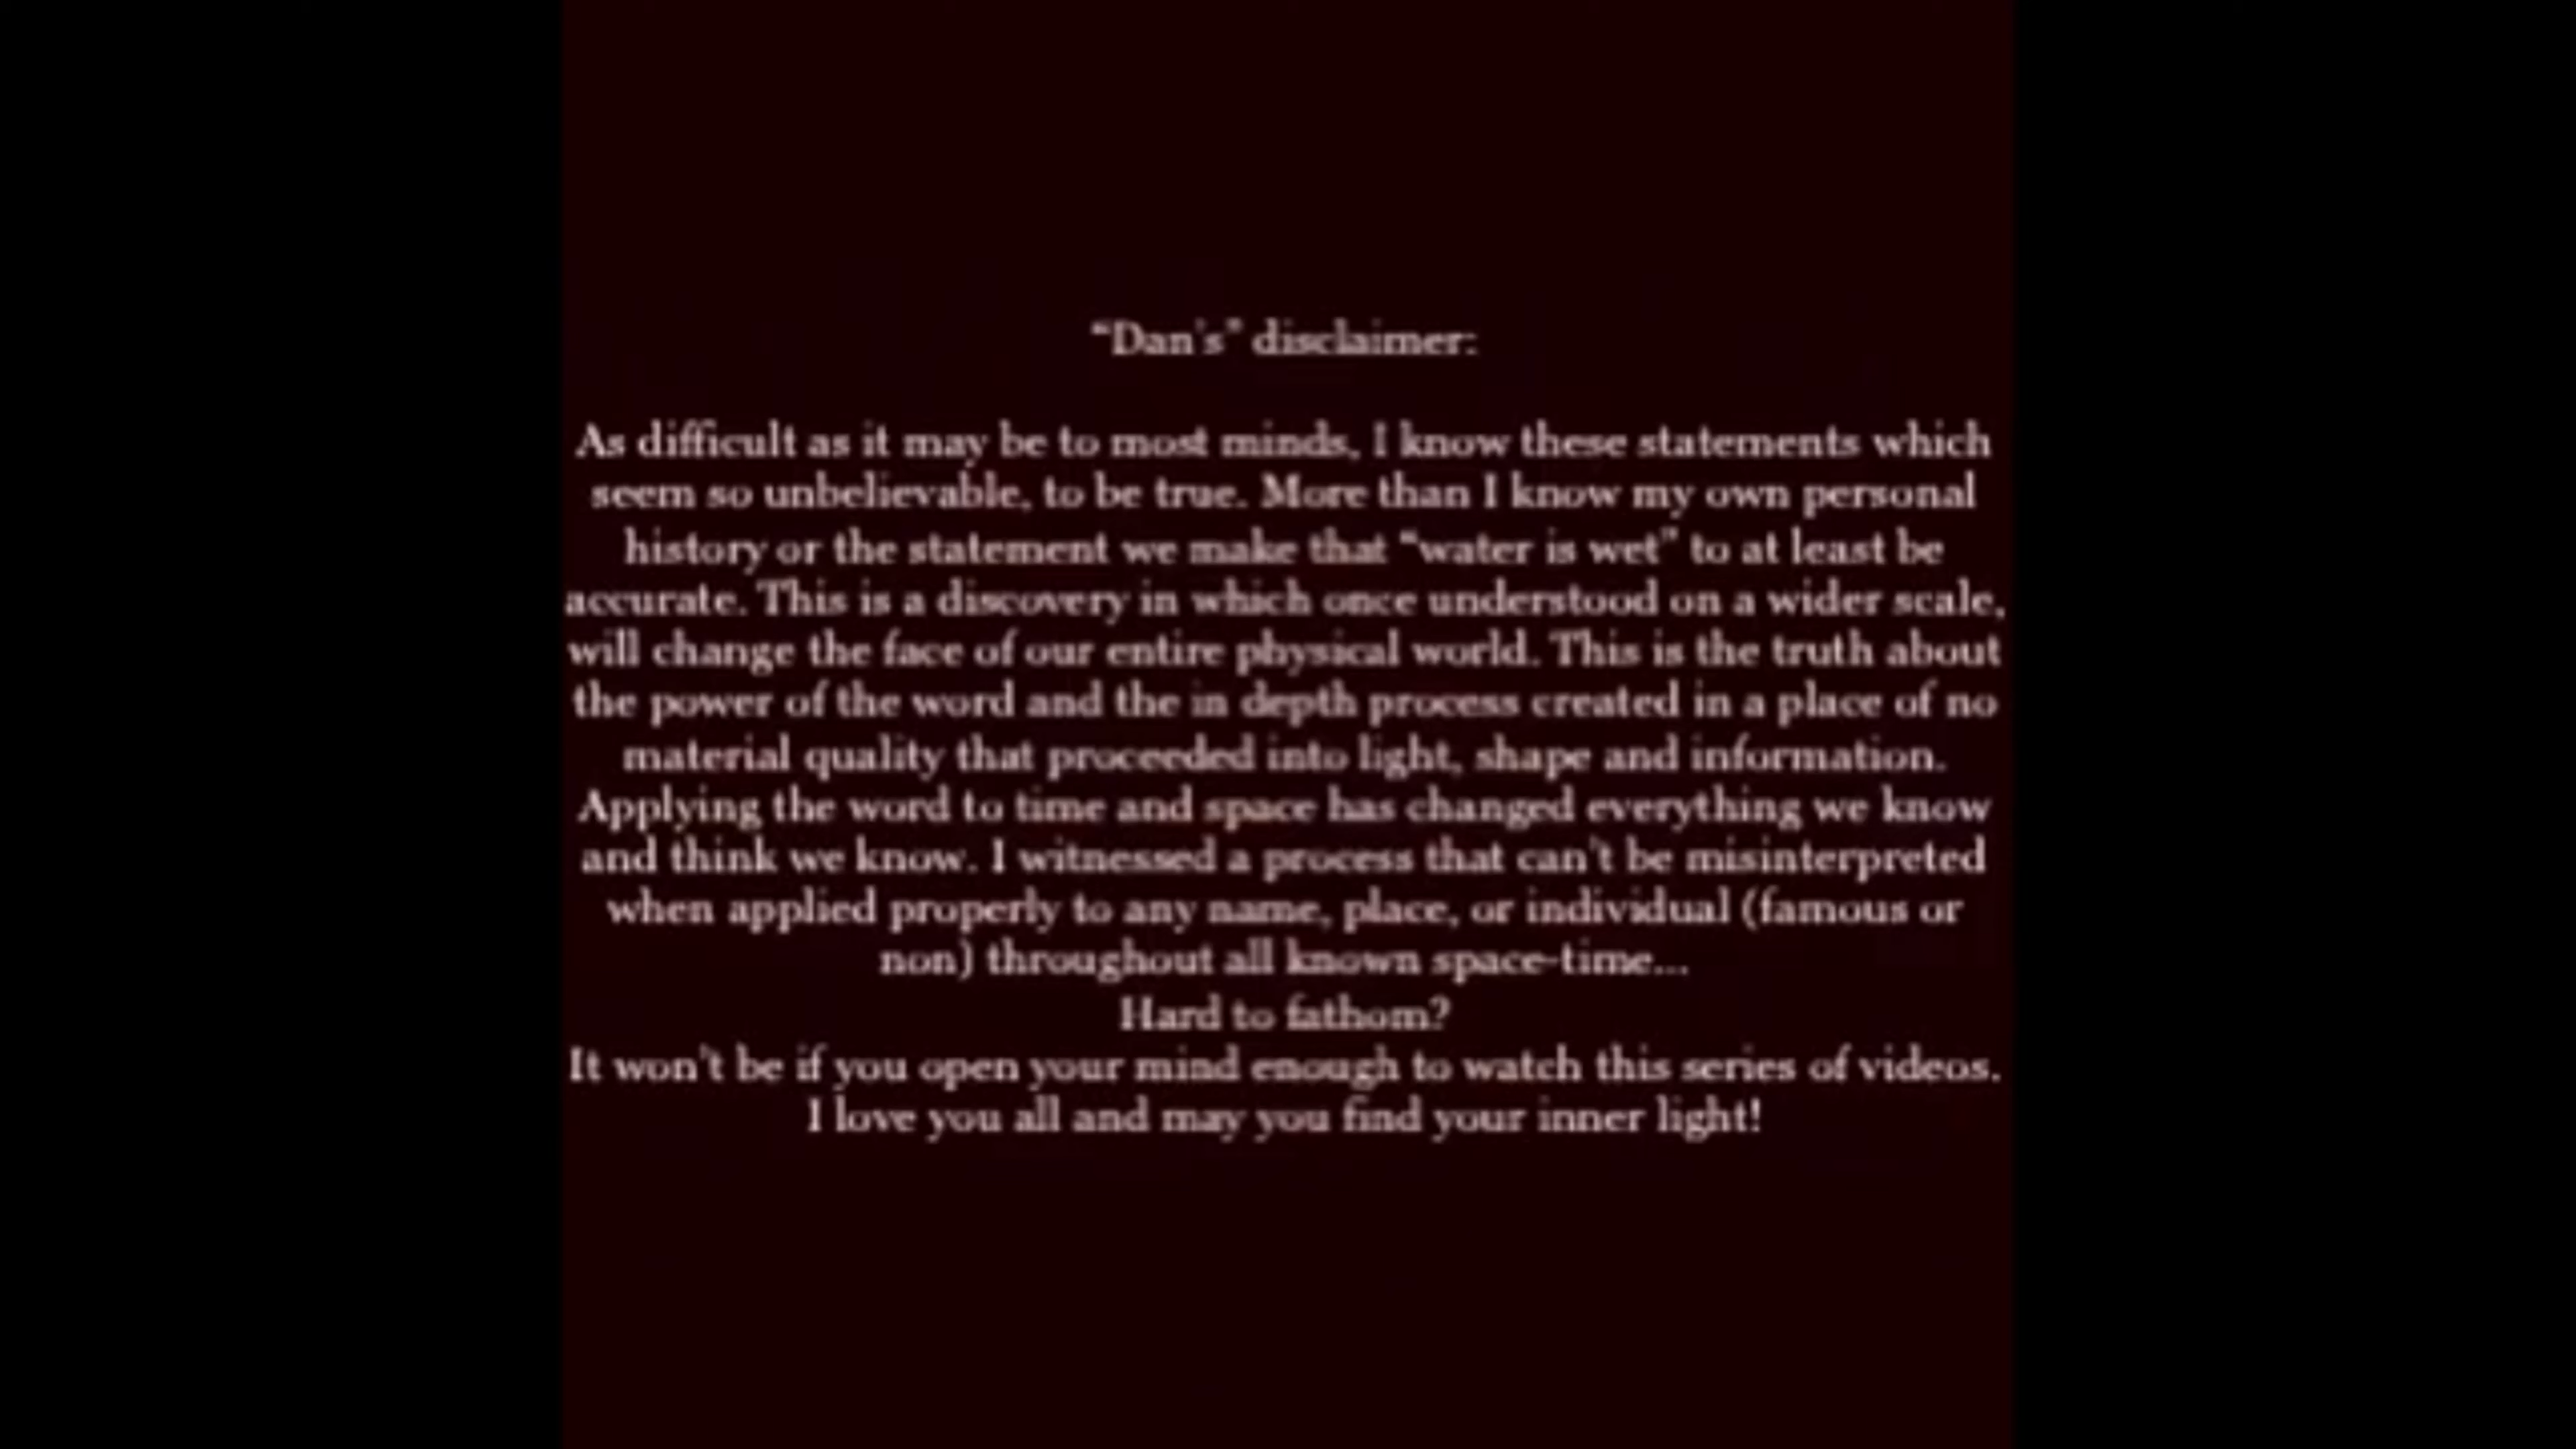 “Dan's” disclaimer:
As difficult as it may be to most minds, I know these statements which
seem so unbelievable, to be true. More than I know my own personal
history or the statement we make that “water is wet” to at least be
accurate. This is a discovery in which once understood on a wider scale,
will change the face of our entire physical world. This is the truth about
the power of the word and the in depth process created in a place of no
material quality that proceeded into light, shape and information.
Applying the word to time and space has changed everything we know
and think we know. I witnessed a process that can't be misinterpreted
when applied properly to any name, place, or individual (famous or
non) throughout all known space-time...
Hard to fathom?
It won't be if you open your mind enough to watch this series of videos.
I love you all and may you find your inner light!